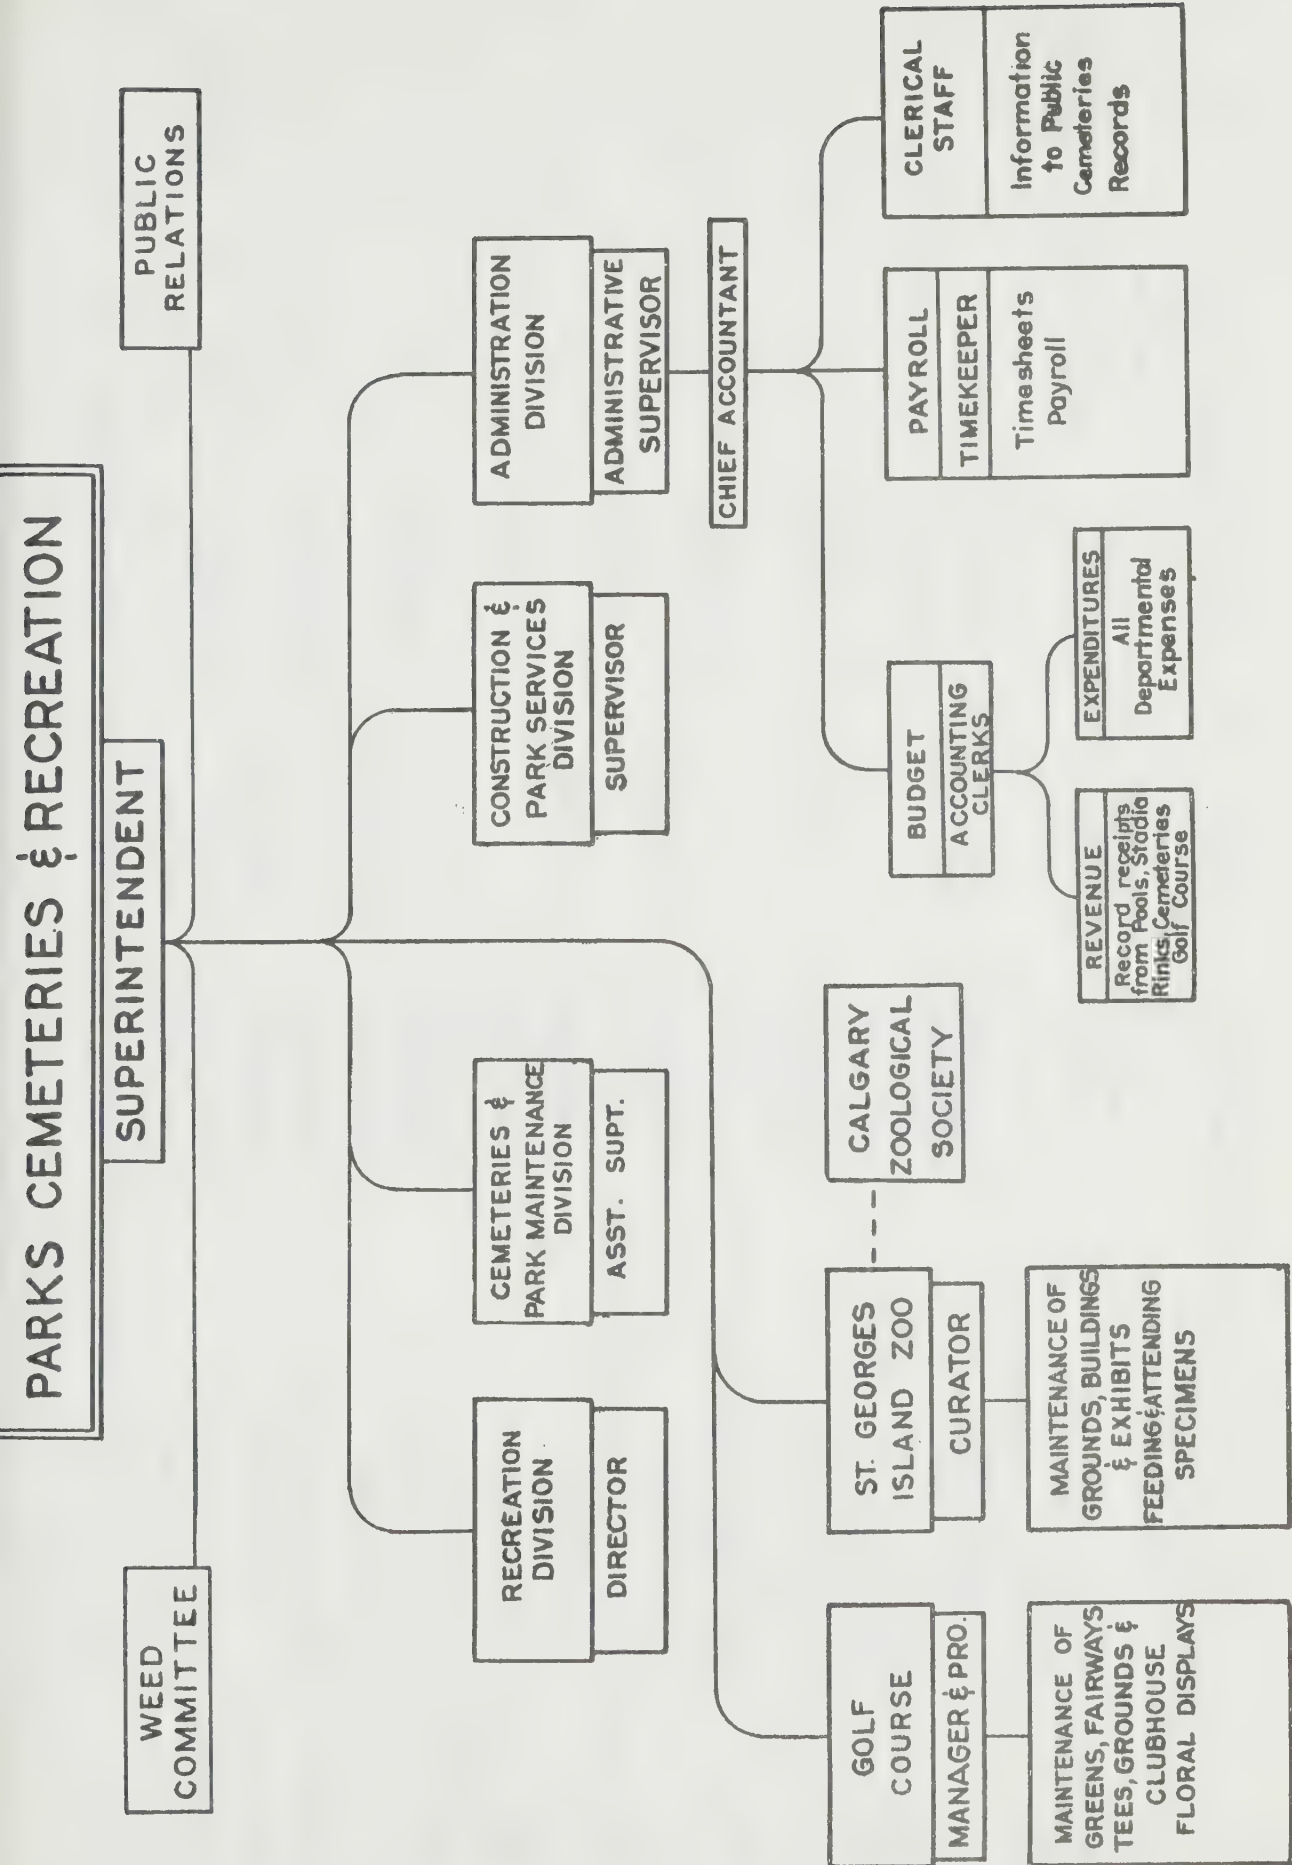 PARKS CEMETERIES & RECREATION
SUPERINTENDENT
WEED
COMMITTEE
PUBLIC
RELATIONS
RECREATION
DIVISION
DIRECTOR
CEMETERIES &
PARK MAINTENANCE
DIVISION
ASST. SUPT.
CONSTRUCTION &
PARK SERVICES
DIVISION
SUPERVISOR
ADMINISTRATION
DIVISION
ADMINISTRATIVE
SUPERVISOR
CHIEF ACCOUNTANT
GOLF
COURSE
MANAGER & PRO.
MAINTENANCE OF
GREENS, FAIRWAYS
TEES, GROUNDS &
CLUBHOUSE
FLORAL DISPLAYS
ST. GEORGES
ISLAND ZOO
CURATOR
MAINTENANCE OF
GROUNDS, BUILDINGS
& EXHIBITS
FEEDING & ATTENDING
SPECIMENS
CALGARY
ZOOLOGICAL
SOCIETY
BUDGET
ACCOUNTING
CLERKS
REVENUE
Record receipts
from Pools, Stadia
Rinks, Cemeteries
Golf Course
EXPENDITURES
All
Departmental
Expenses
PAYROLL
TIMEKEEPER
Timesheets
Payroll
CLERICAL
STAFF
Information
to Public
Cemeteries
Records